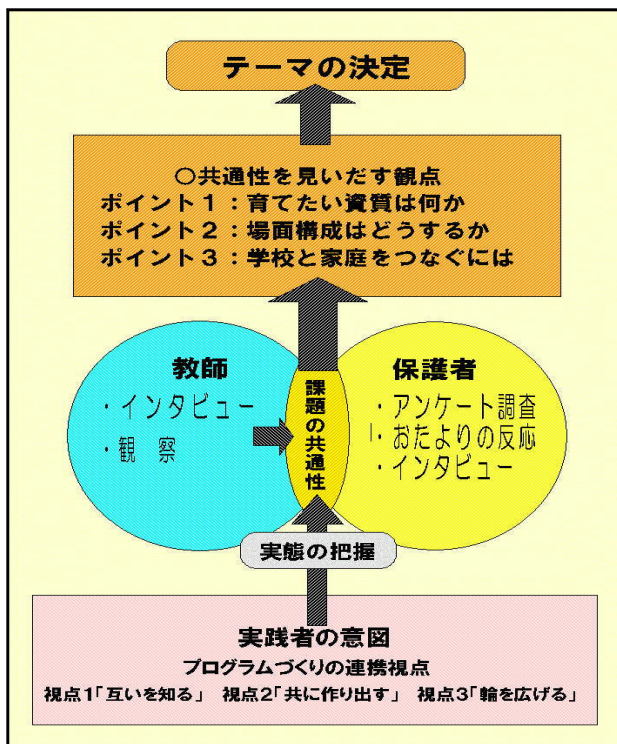 テーマの決定
○共通性を見いだす観点
ポイント1：育てたい資質は何か
ポイント2：場面構成はどうするか
ポイント3：学校と家庭をつなぐには
教師
・インタビュー
・観 察
課題の共通性
保護者
・アンケート調査
・おたよりの反応
・インタビュー
実態の把握
実践者の意図
プログラムづくりの連携視点
視点1「互いを知る」 視点2「共に作り出す」 視点3「輪を広げる」